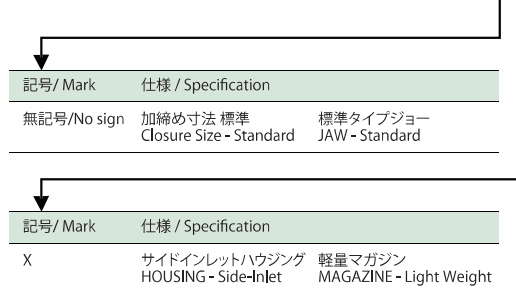 記号/ Mark 仕様 / Specification
無記号/No sign 加締め寸法 標準 標準タイプジョー
Closure Size - Standard JAW - Standard
記号/ Mark 仕様 / Specification
X サイドインレットハウジング 軽量マガジン
HOUSING - Side-Inlet MAGAZINE - Light Weight